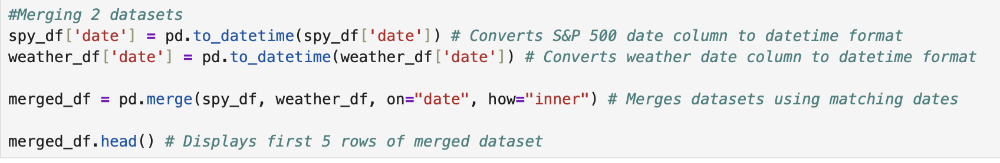 #Merging 2 datasets
spy_df['date'] = pd.to_datetime(spy_df['date']) # Converts S&P 500 date column to datetime format
weather_df['date'] = pd.to_datetime(weather_df['date']) # Converts weather date column to datetime format
merged_df = pd.merge(spy_df, weather_df, on="date", how="inner") # Merges datasets using matching dates
merged_df.head() # Displays first 5 rows of merged dataset